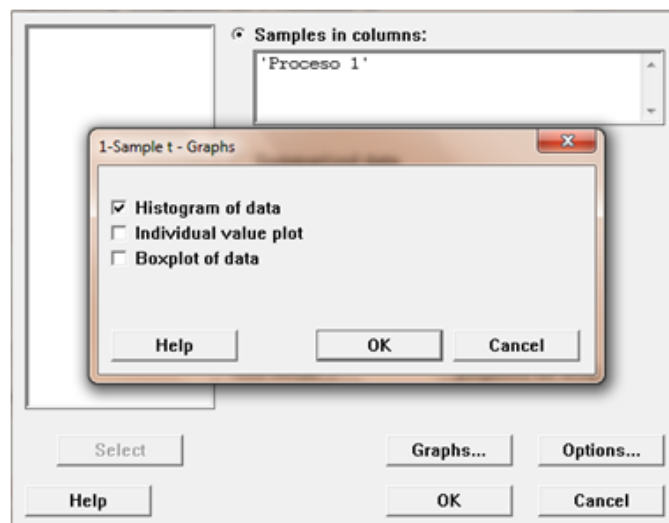 Samples in columns:
'Proceso 1'
1-Sample t - Graphs
Histogram of data
Individual value plot
Boxplot of data
Help OK Cancel
Select Graphs... Options...
Help OK Cancel